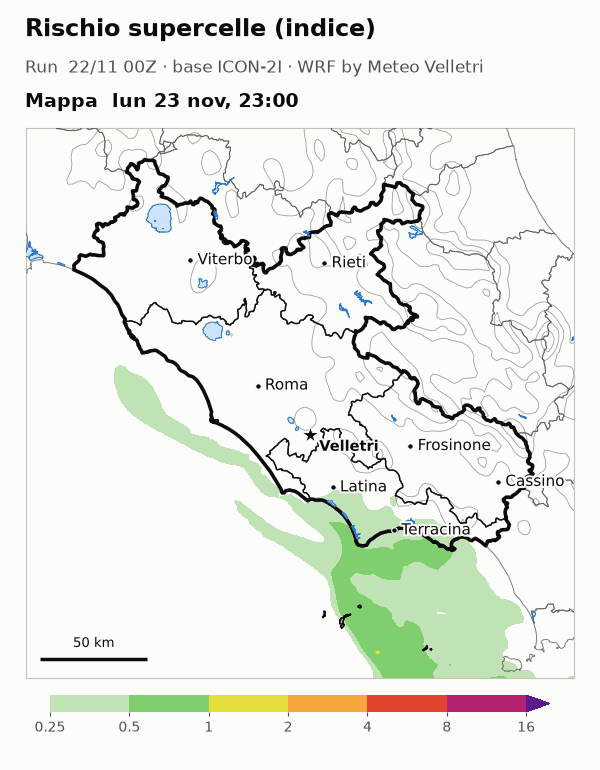 Rischio supercelle (indice)
Run 22/11 00Z · base ICON-2I · WRF by Meteo Velletri
Mappa lun 23 nov, 23:00
Viterbo
Rieti
Roma
Velletri
Frosinone
Cassino
Latina
Terracina
50 km
0.25 0.5 1 2 4 8 16